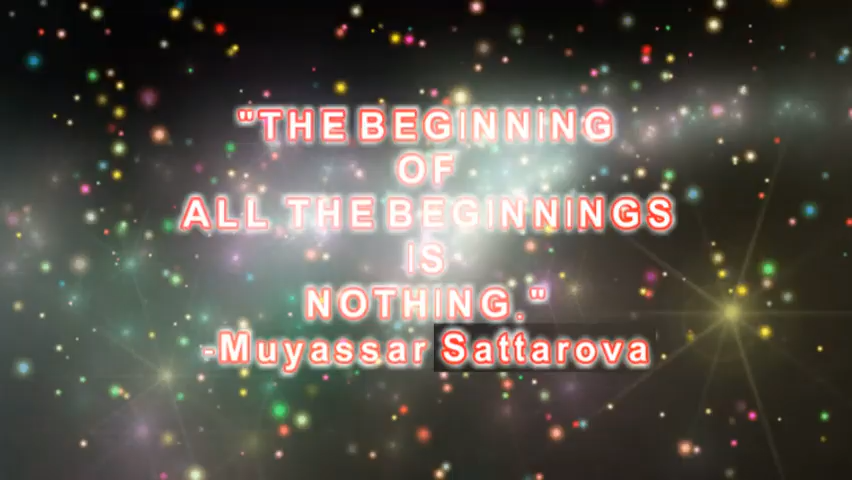 "THE BEGINNING
OF
ALL THE BEGINNINGS
IS
NOTHING."
-Muyassar Sattarova